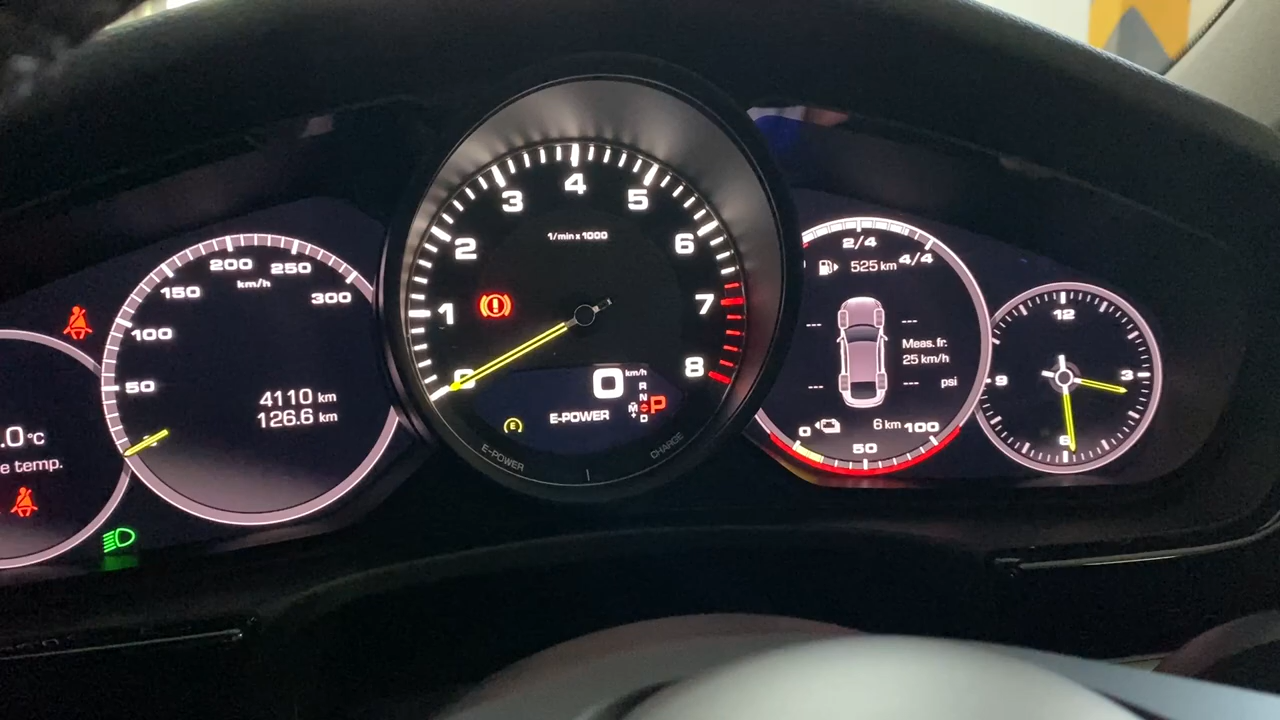 .0°C
e temp.
50
100
150
200
250
300
km/h
4110 km
126.6 km
0
1
2
3
4
5
6
7
8
1/min x 1000
0 km/h
R
N
D
M
+
P
E
E-POWER
E-POWER
CHARGE
2/4
4/4
525 km
---
---
---
---
Meas. fr.
25 km/h
psi
6 km
0
50
100
12
3
6
9